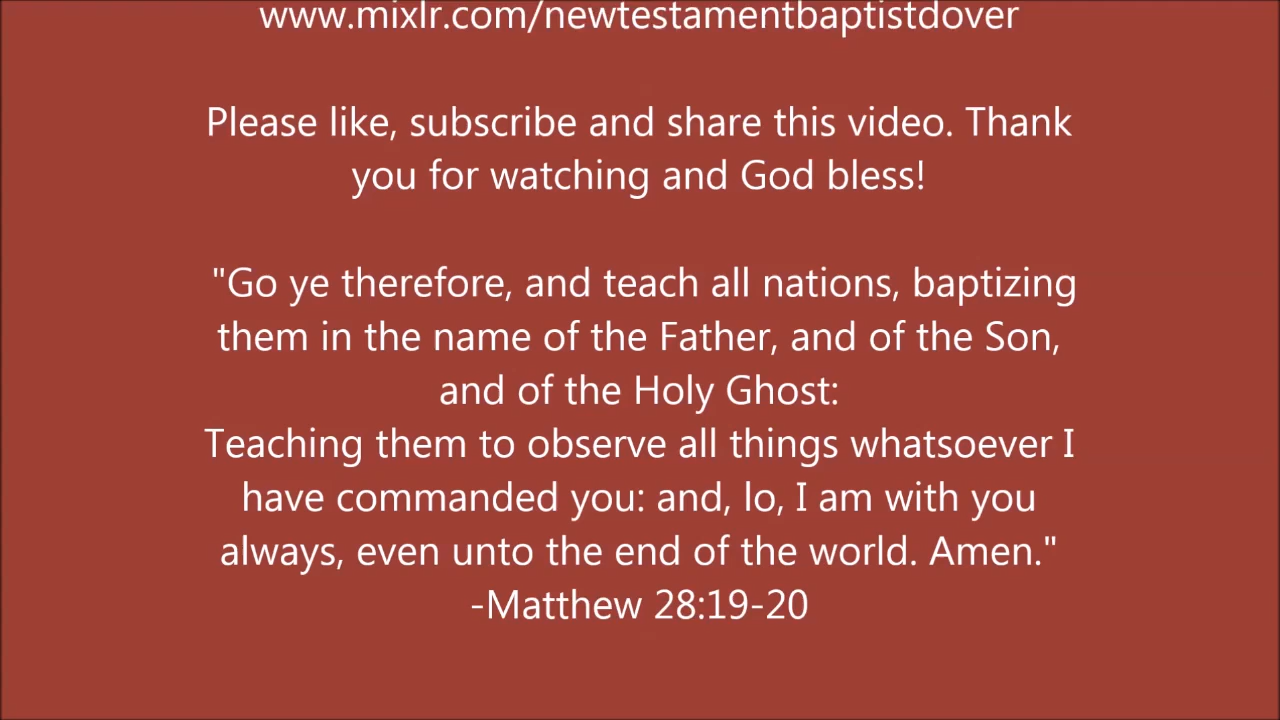 www.mixlr.com/newtestamentbaptistdover
Please like, subscribe and share this video. Thank
you for watching and God bless!
"Go ye therefore, and teach all nations, baptizing
them in the name of the Father, and of the Son,
and of the Holy Ghost:
Teaching them to observe all things whatsoever I
have commanded you: and, lo, I am with you
always, even unto the end of the world. Amen."
-Matthew 28:19-20